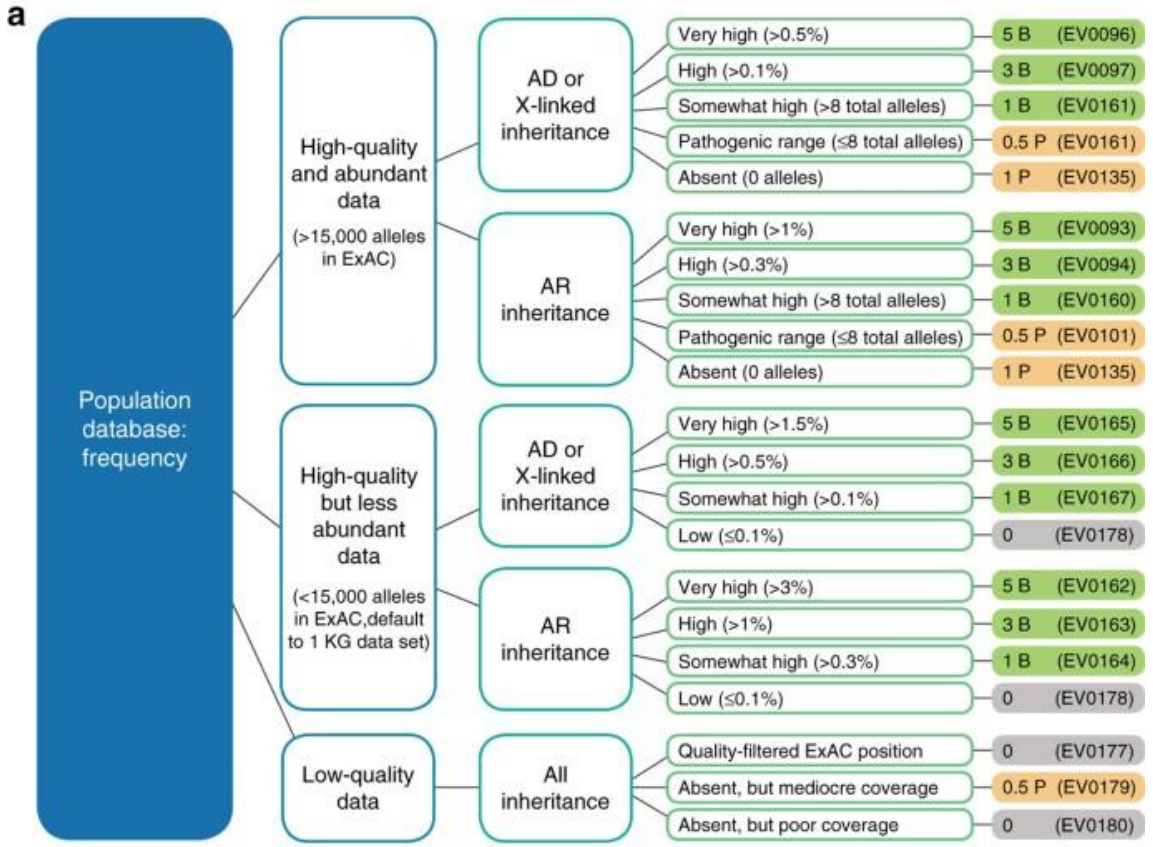 a
Population
database:
frequency
High-quality
and abundant
data
(>15,000 alleles
in ExAC)
AD or
X-linked
inheritance
Very high (>0.5%)
5 B (EV0096)
High (>0.1%)
3 B (EV0097)
Somewhat high (>8 total alleles)
1 B (EV0161)
Pathogenic range (≤8 total alleles)
0.5 P (EV0161)
Absent (0 alleles)
1 P (EV0135)
AR
inheritance
Very high (>1%)
5 B (EV0093)
High (>0.3%)
3 B (EV0094)
Somewhat high (>8 total alleles)
1 B (EV0160)
Pathogenic range (≤8 total alleles)
0.5 P (EV0101)
Absent (0 alleles)
1 P (EV0135)
High-quality
but less
abundant
data
(<15,000 alleles
in ExAC,default
to 1 KG data set)
AD or
X-linked
inheritance
Very high (>1.5%)
5 B (EV0165)
High (>0.5%)
3 B (EV0166)
Somewhat high (>0.1%)
1 B (EV0167)
Low (≤0.1%)
0 (EV0178)
AR
inheritance
Very high (>3%)
5 B (EV0162)
High (>1%)
3 B (EV0163)
Somewhat high (>0.3%)
1 B (EV0164)
Low (≤0.1%)
0 (EV0178)
Low-quality
data
All
inheritance
Quality-filtered ExAC position
0 (EV0177)
Absent, but mediocre coverage
0.5 P (EV0179)
Absent, but poor coverage
0 (EV0180)